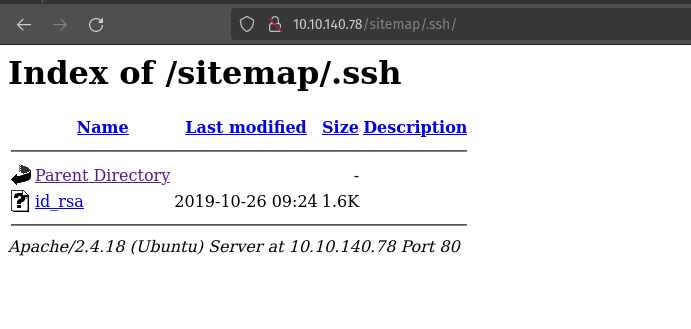 10.10.140.78/sitemap/.ssh/
Index of /sitemap/.ssh
Name Last modified Size Description
Parent Directory -
id_rsa 2019-10-26 09:24 1.6K
Apache/2.4.18 (Ubuntu) Server at 10.10.140.78 Port 80